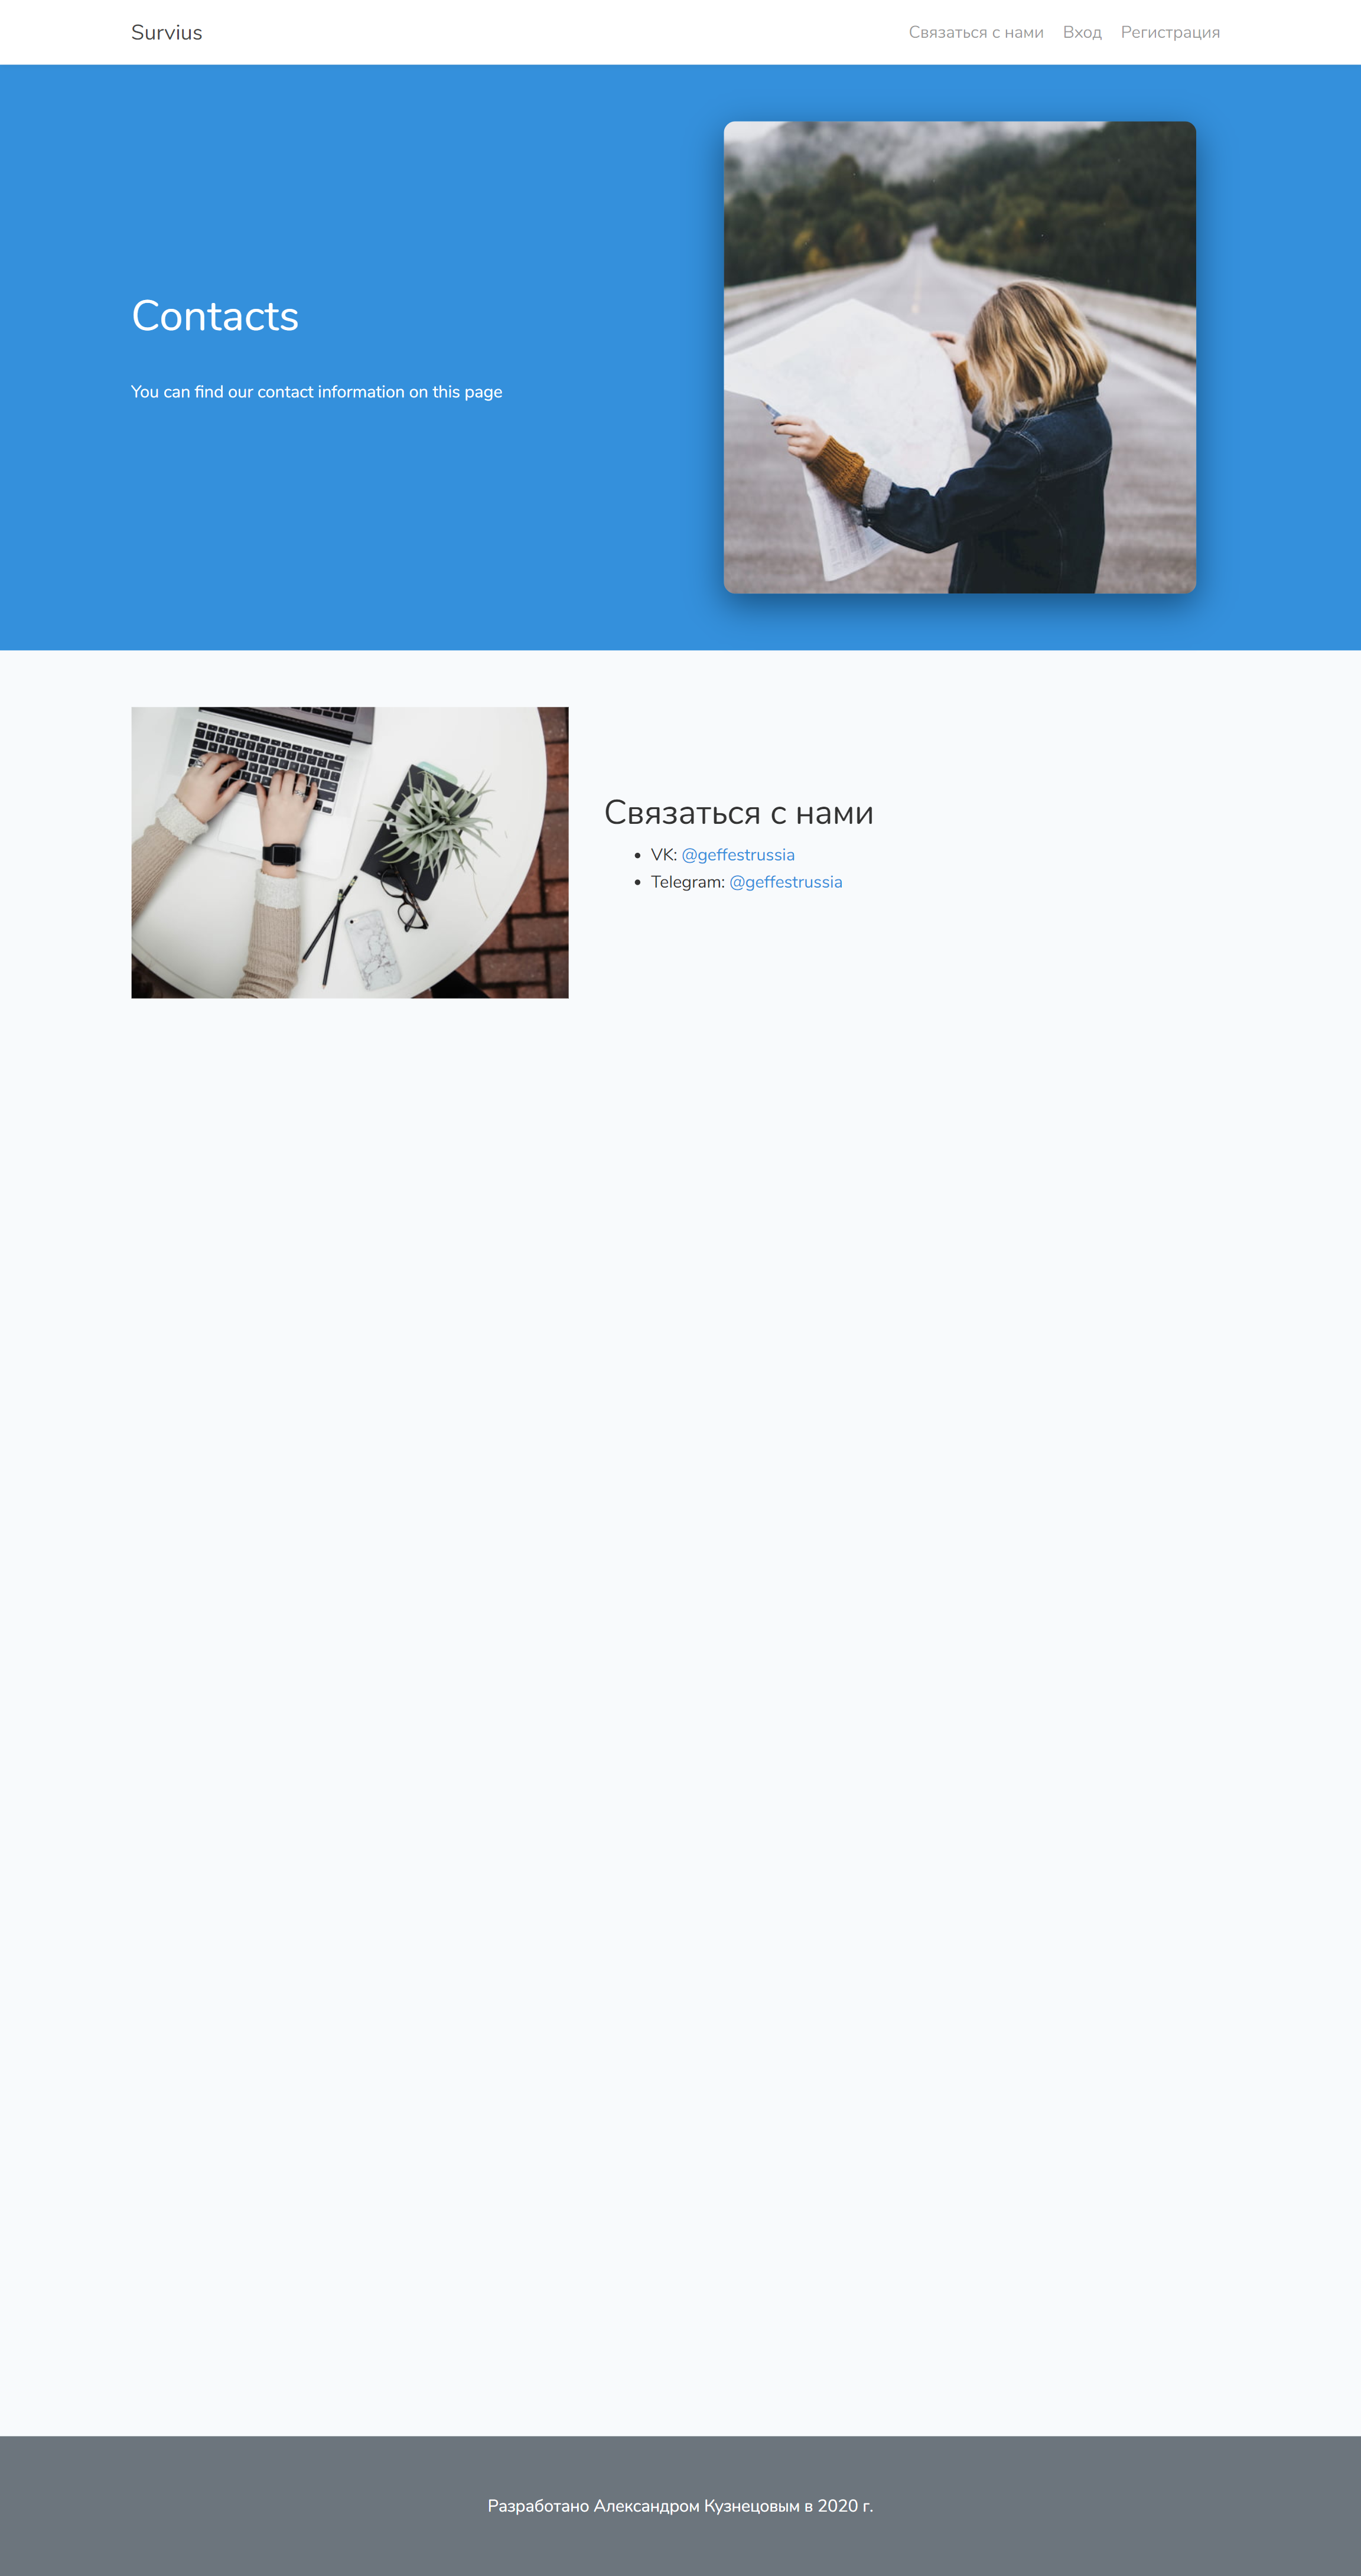 Survius
Связаться с нами
Вход
Регистрация
Contacts
You can find our contact information on this page
Связаться с нами
VK: @geffestrussia
Telegram: @geffestrussia
Разработано Александром Кузнецовым в 2020 г.